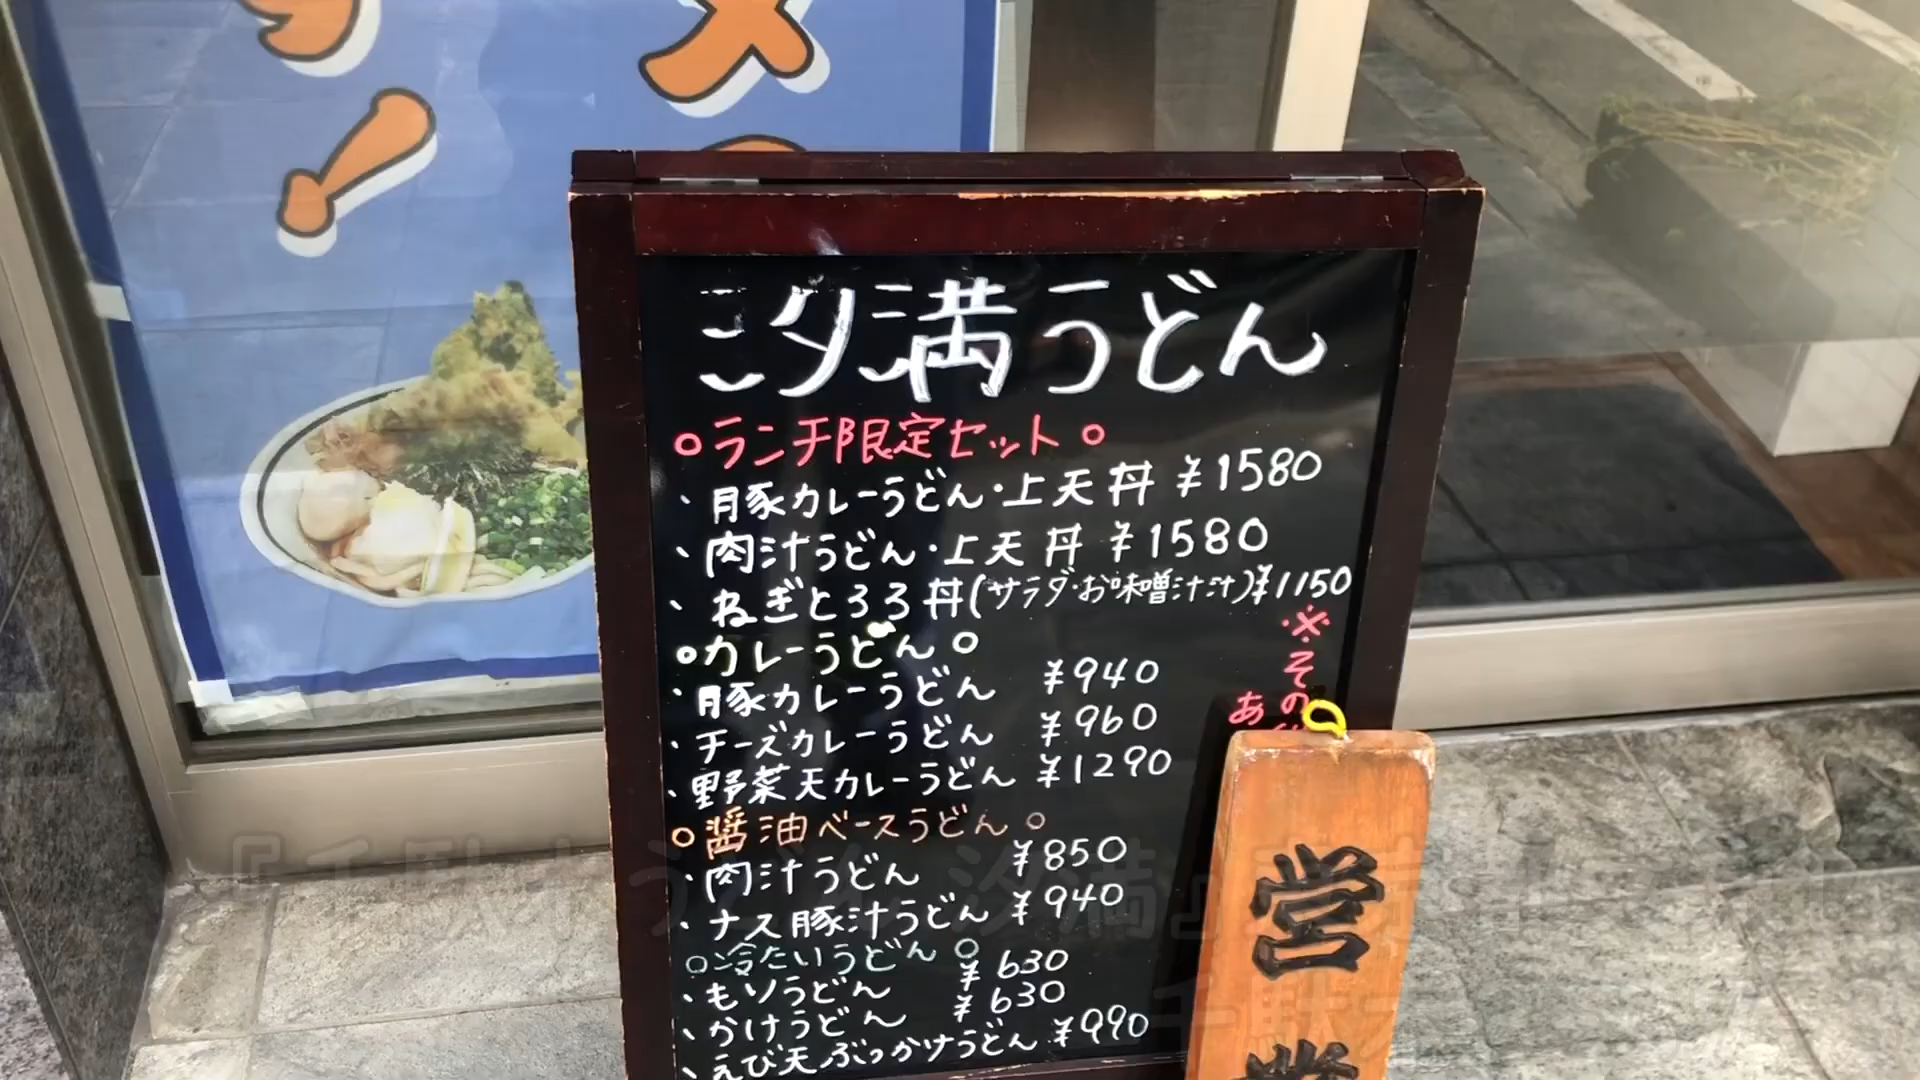 汐満うどん
○ランチ限定セット○
・豚カレーうどん・上天丼 ¥1580
・肉汁うどん・上天丼 ¥1580
・ねぎとろろ丼(サラダ・お味噌汁汁)¥1150
○カレーうどん○
・豚カレーうどん ¥940
・チーズカレーうどん ¥960
・野菜天カレーうどん ¥1290
○醤油ベースうどん○
・肉汁うどん ¥850
・ナス豚汁うどん ¥940
○冷たいうどん○
・もりうどん ¥630
・かけうどん ¥630
・えび天ぶっかけうどん ¥990
※その
あ
営